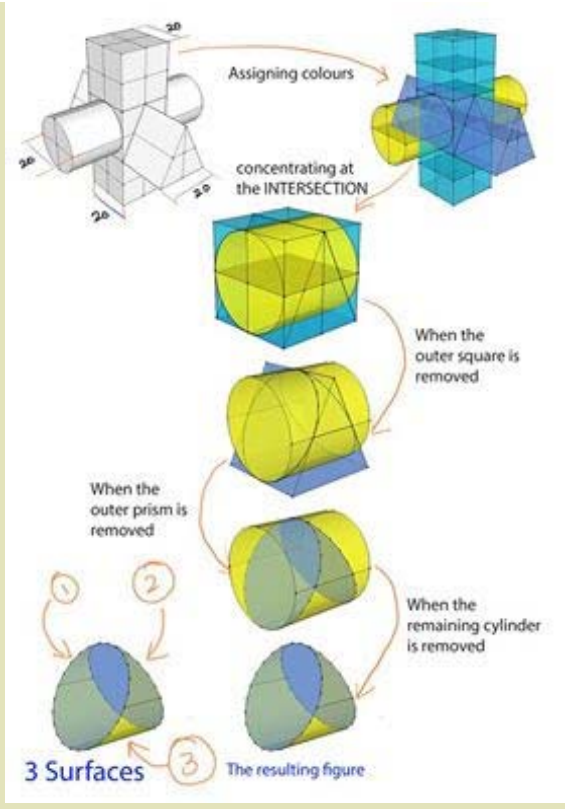 20
Assigning colours
20
20
20
concentrating at
the INTERSECTION
When the
outer square is
removed
When the
outer prism is
removed
When the
remaining cylinder
is removed
1
2
3
3 Surfaces
The resulting figure